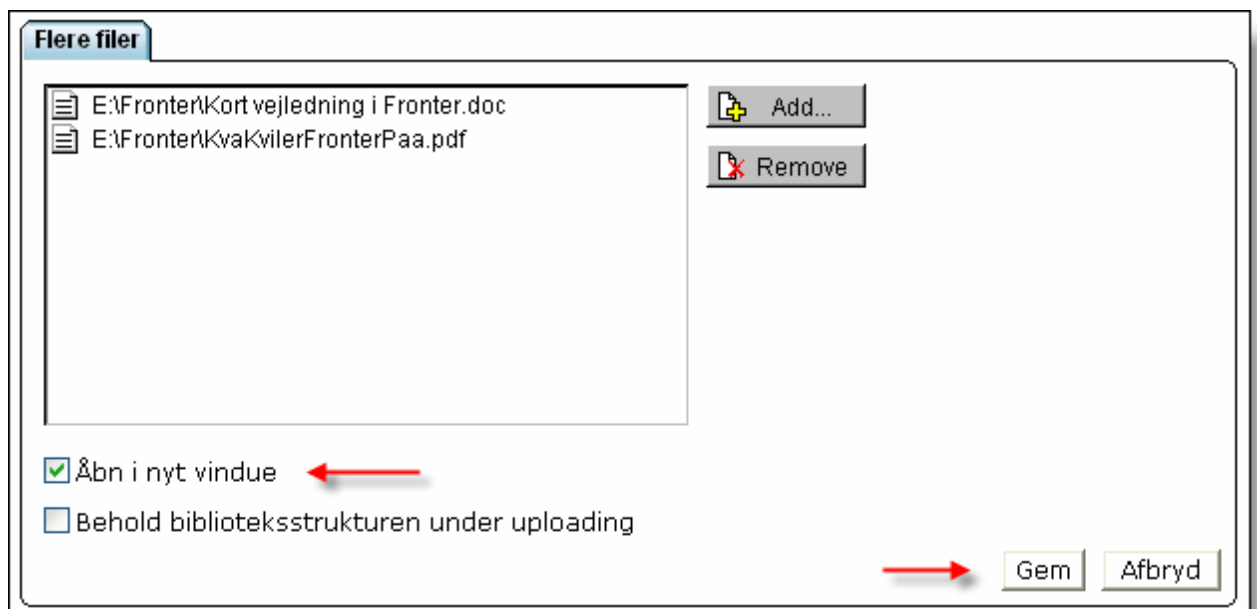 Flere filer
E:\Fronter\Kort vejledning i Fronter.doc
E:\Fronter\KvaKvilerFronterPaa.pdf
Add...
Remove
Åbn i nyt vindue
Behold biblioteksstrukturen under uploading
Gem
Afbryd